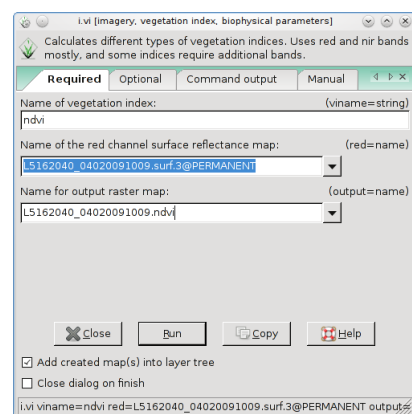 i.vi [imagery, vegetation index, biophysical parameters]
Calculates different types of vegetation indices. Uses red and nir bands
mostly, and some indices require additional bands.
Required Optional Command output Manual
Name of vegetation index: (viname=string)
ndvi
Name of the red channel surface reflectance map: (red=name)
L5162040_04020091009.surf.3@PERMANENT
Name for output raster map: (output=name)
L5162040_04020091009.ndvi
Close Run Copy Help
Add created map(s) into layer tree
Close dialog on finish
i.vi viname=ndvi red=L5162040_04020091009.surf.3@PERMANENT output=